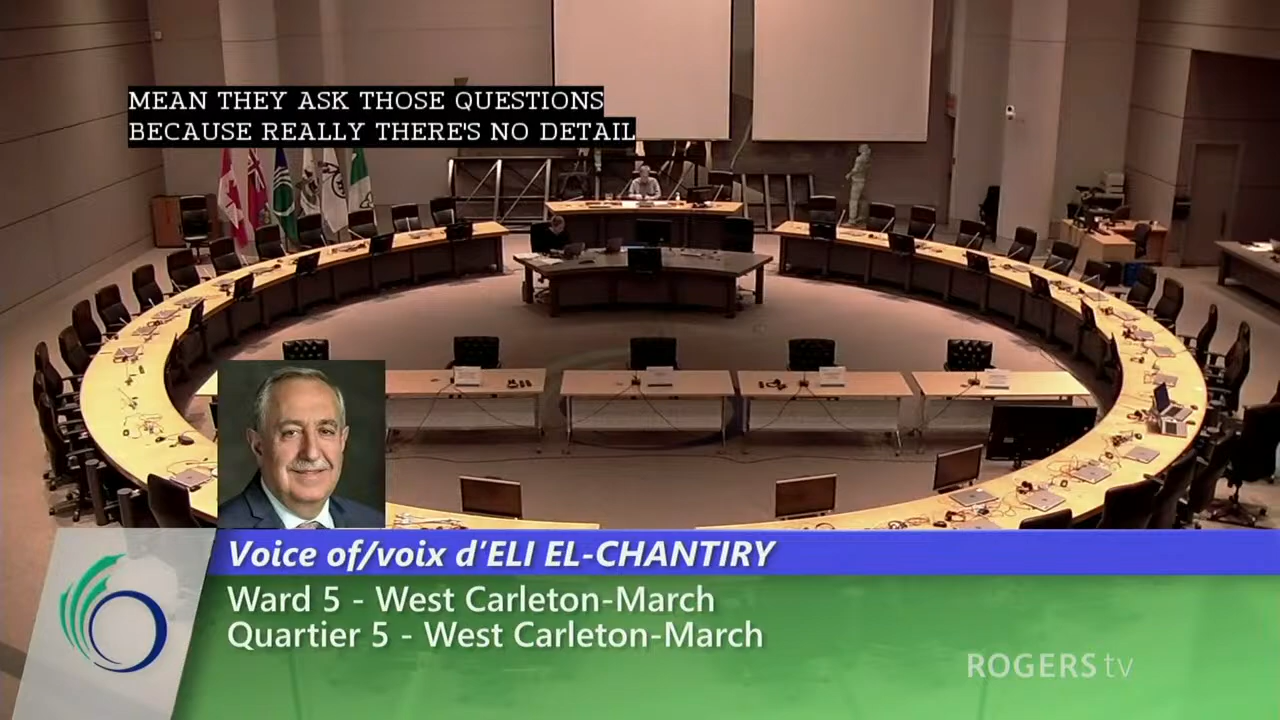 MEAN THEY ASK THOSE QUESTIONS
BECAUSE REALLY THERE'S NO DETAIL
Voice of/voix d'ELI EL-CHANTIRY
Ward 5 - West Carleton-March
Quartier 5 - West Carleton-March
ROGERS tv